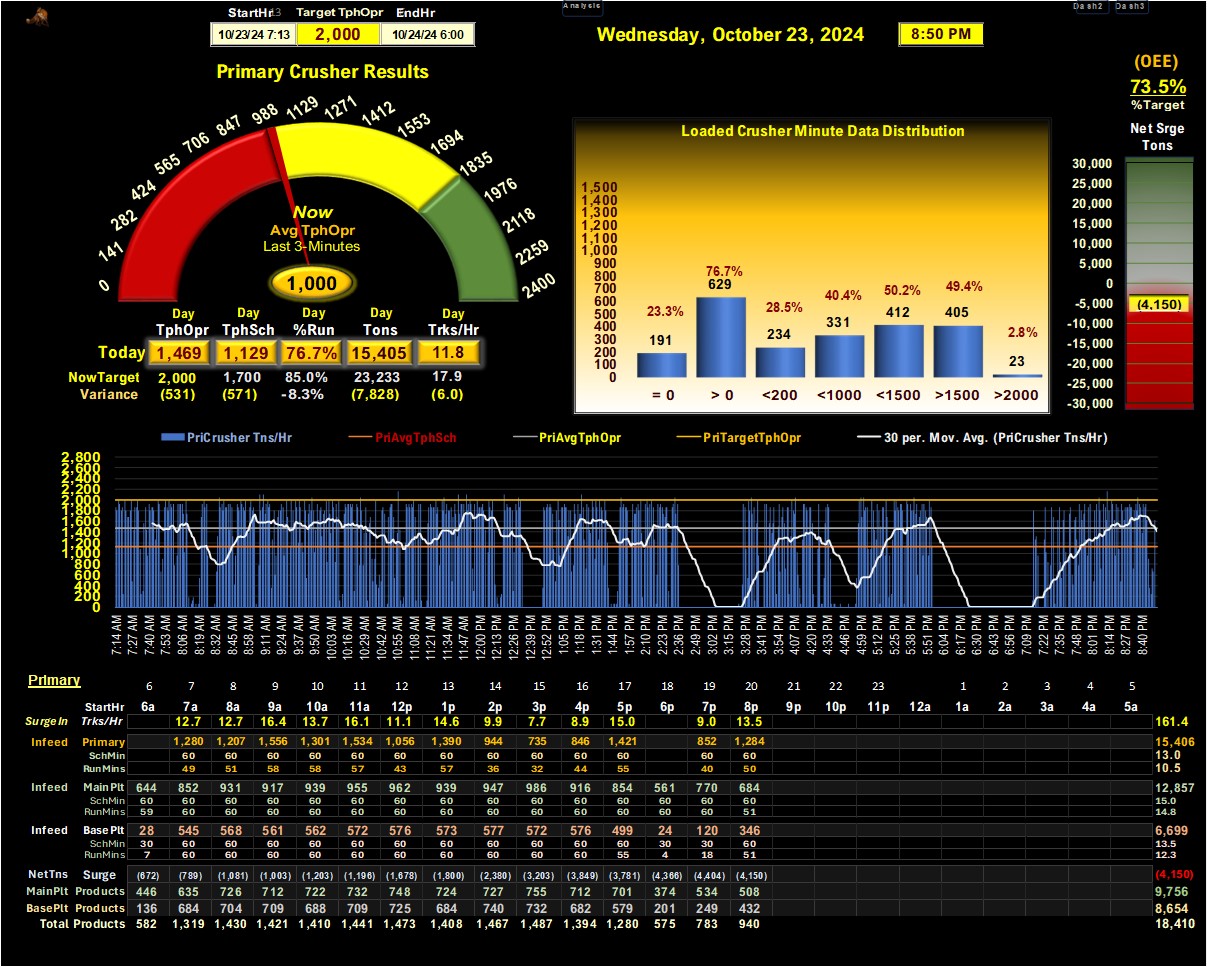 Analysis
Dash2 Dash3
StartHr 13 Target TphOpr EndHr
10/23/24 7:13 2,000 10/24/24 6:00
Wednesday, October 23, 2024
8:50 PM
(OEE)
73.5%
%Target
Primary Crusher Results
0 141 282 424 565 706 847 988 1129 1271 1412 1553 1694 1835 1976 2118 2259 2400
Now
Avg TphOpr
Last 3-Minutes
1,000
Day Day Day Day Day
TphOpr TphSch %Run Tons Trks/Hr
Today 1,469 1,129 76.7% 15,405 11.8
NowTarget 2,000 1,700 85.0% 23,233 17.9
Variance (531) (571) -8.3% (7,828) (6.0)
Loaded Crusher Minute Data Distribution
1,500
1,400
1,300
1,200
1,100
1,000
900
800
700
600
500
400
300
200
100
0
23.3% 76.7% 28.5% 40.4% 50.2% 49.4% 2.8%
191 629 234 331 412 405 23
= 0 > 0 <200 <1000 <1500 >1500 >2000
Net Srge
Tons
30,000
25,000
20,000
15,000
10,000
5,000
0
-5,000
-10,000
-15,000
-20,000
-25,000
-30,000
(4,150)
PriCrusher Tns/Hr PriAvgTphSch PriAvgTphOpr PriTargetTphOpr 30 per. Mov. Avg. (PriCrusher Tns/Hr)
2,800
2,600
2,400
2,200
2,000
1,800
1,600
1,400
1,200
1,000
800
600
400
200
0
7:14 AM 7:27 AM 7:40 AM 7:53 AM 8:06 AM 8:19 AM 8:32 AM 8:45 AM 8:58 AM 9:11 AM 9:24 AM 9:37 AM 9:50 AM 10:03 AM 10:16 AM 10:29 AM 10:42 AM 10:55 AM 11:08 AM 11:21 AM 11:34 AM 11:47 AM 12:00 PM 12:13 PM 12:26 PM 12:39 PM 12:52 PM 1:05 PM 1:18 PM 1:31 PM 1:44 PM 1:57 PM 2:10 PM 2:23 PM 2:36 PM 2:49 PM 3:02 PM 3:15 PM 3:28 PM 3:41 PM 3:54 PM 4:07 PM 4:20 PM 4:33 PM 4:46 PM 4:59 PM 5:12 PM 5:25 PM 5:38 PM 5:51 PM 6:04 PM 6:17 PM 6:30 PM 6:43 PM 6:56 PM 7:09 PM 7:22 PM 7:35 PM 7:48 PM 8:01 PM 8:14 PM 8:27 PM 8:40 PM
Primary
6 7 8 9 10 11 12 13 14 15 16 17 18 19 20 21 22 23 1 2 3 4 5
StartHr 6a 7a 8a 9a 10a 11a 12p 1p 2p 3p 4p 5p 6p 7p 8p 9p 10p 11p 12a 1a 2a 3a 4a 5a
SurgeIn Trks/Hr 12.7 12.7 16.4 13.7 16.1 11.1 14.6 9.9 7.7 8.9 15.0 9.0 13.5 161.4
Infeed Primary 1,280 1,207 1,556 1,301 1,534 1,056 1,390 944 735 846 1,421 852 1,284 15,406
SchMin 60 60 60 60 60 60 60 60 60 60 60 60 60 13.0
RunMins 49 51 58 58 57 43 57 36 32 44 55 40 50 10.5
Infeed MainPlt 644 852 931 917 939 955 962 939 947 986 916 854 561 770 684 12,857
SchMin 60 60 60 60 60 60 60 60 60 60 60 60 60 60 60 15.0
RunMins 59 60 60 60 60 60 60 60 60 60 60 60 60 60 51 14.8
Infeed BasePlt 28 545 568 561 562 572 576 573 577 572 576 499 24 120 346 6,699
SchMin 30 60 60 60 60 60 60 60 60 60 60 60 30 30 60 13.5
RunMins 7 60 60 60 60 60 60 60 60 60 60 55 4 18 51 12.3
NetTns Surge (672) (789) (1,081) (1,003) (1,203) (1,196) (1,678) (1,800) (2,380) (3,203) (3,849) (3,781) (4,366) (4,404) (4,150) (4,150)
MainPlt Products 446 635 726 712 722 732 748 724 727 755 712 701 374 534 508 9,756
BasePlt Products 136 684 704 709 688 709 725 684 740 732 682 579 201 249 432 8,654
Total Products 582 1,319 1,430 1,421 1,410 1,441 1,473 1,408 1,467 1,487 1,394 1,280 575 783 940 18,410